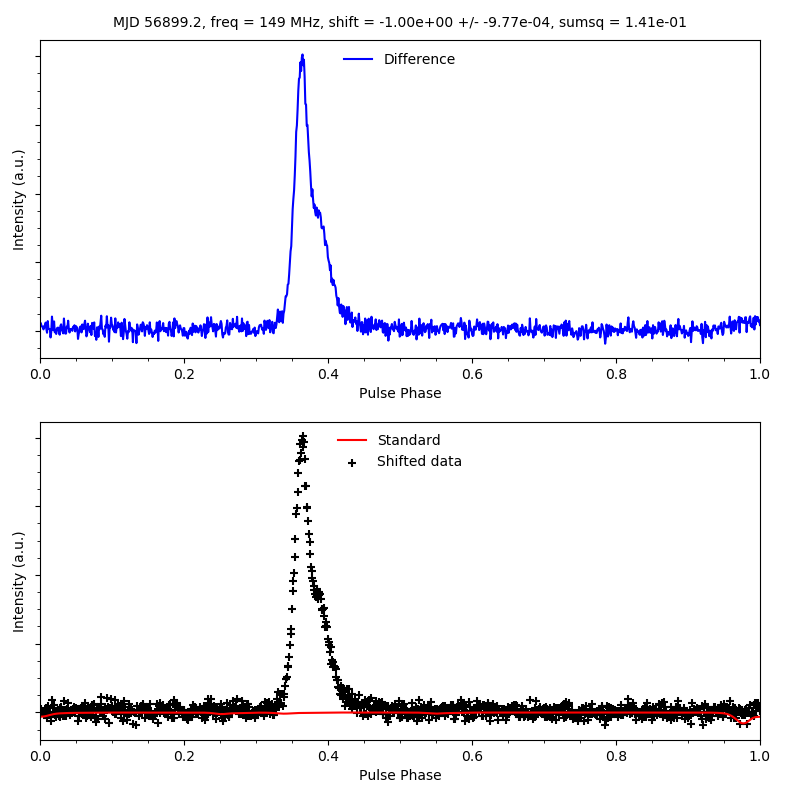 MJD 56899.2, freq = 149 MHz, shift = -1.00e+00 +/- -9.77e-04, sumsq = 1.41e-01
Difference
Intensity (a.u.)
0.0 0.2 0.4 0.6 0.8 1.0
Pulse Phase
Standard
Shifted data
Intensity (a.u.)
0.0 0.2 0.4 0.6 0.8 1.0
Pulse Phase